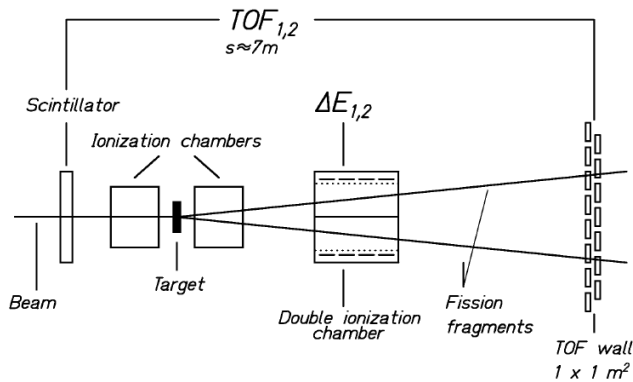 TOF1,2
s≈7m
Scintillator
Ionization chambers
ΔE1,2
Beam
Target
Double ionization
chamber
Fission
fragments
TOF wall
1 x 1 m²